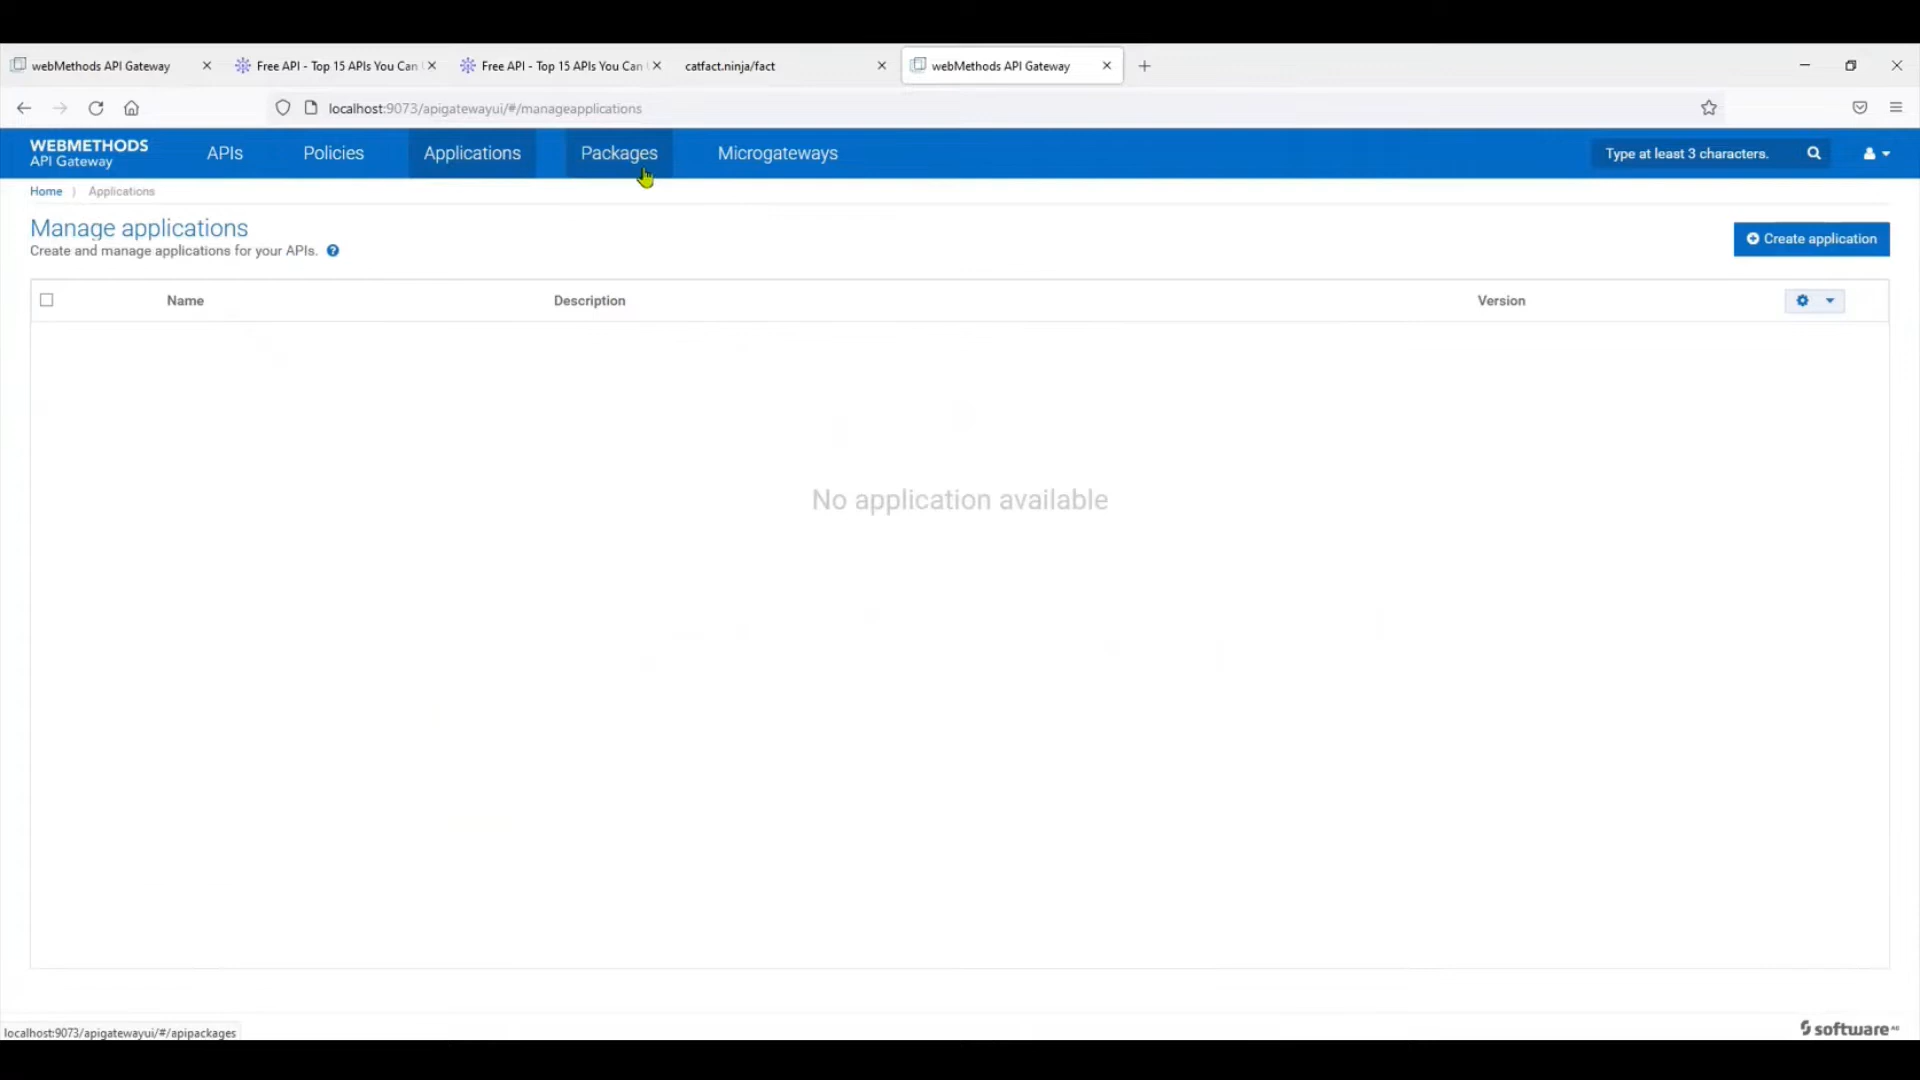 webMethods API Gateway
Free API - Top 15 APIs You Can
Free API - Top 15 APIs You Can
catfact.ninja/fact
webMethods API Gateway
localhost:9073/apigatewayui/#/manageapplications
WEBMETHODS
API Gateway
APIs
Policies
Applications
Packages
Microgateways
Type at least 3 characters.
Home
Applications
Manage applications
Create and manage applications for your APIs.
Create application
Name
Description
Version
No application available
localhost:9073/apigatewayui/#/apipackages
software AG